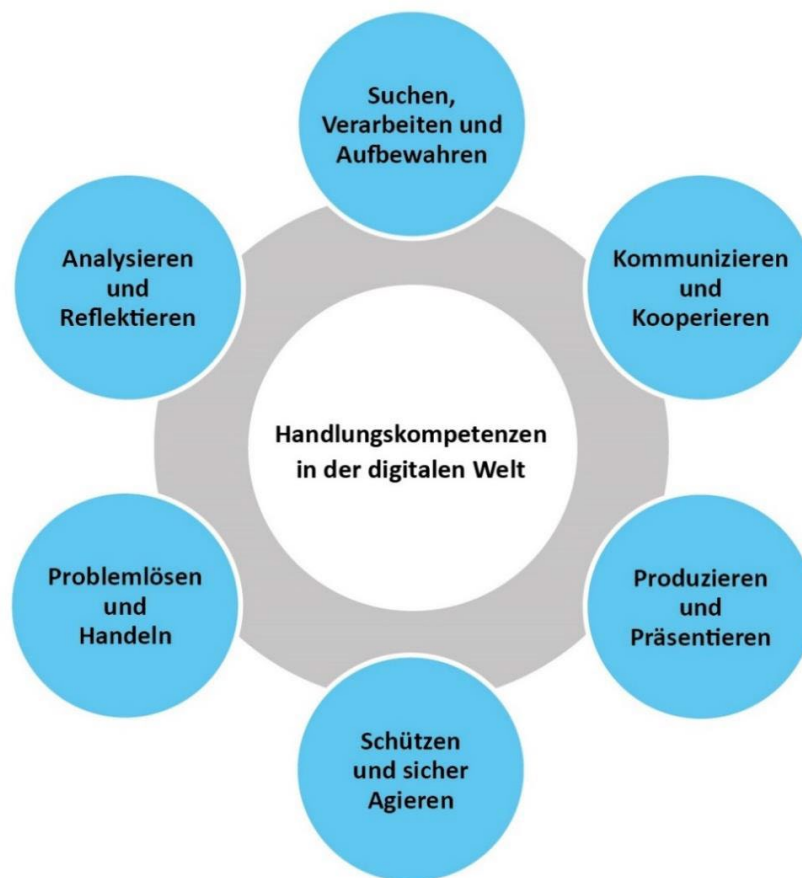 Suchen,
Verarbeiten und
Aufbewahren
Kommunizieren
und
Kooperieren
Produzieren
und
Präsentieren
Schützen
und sicher
Agieren
Problemlösen
und
Handeln
Analysieren
und
Reflektieren
Handlungskompetenzen
in der digitalen Welt